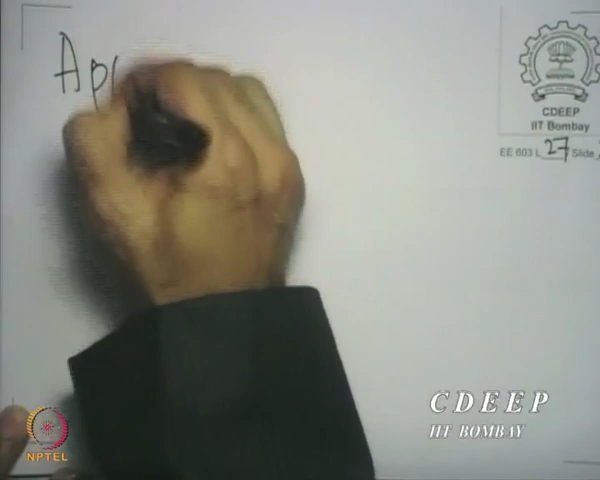 Ap
CDEEP
IIT Bombay
EE 603 L 27 Slide
CDEEP
IIT BOMBAY
NPTEL